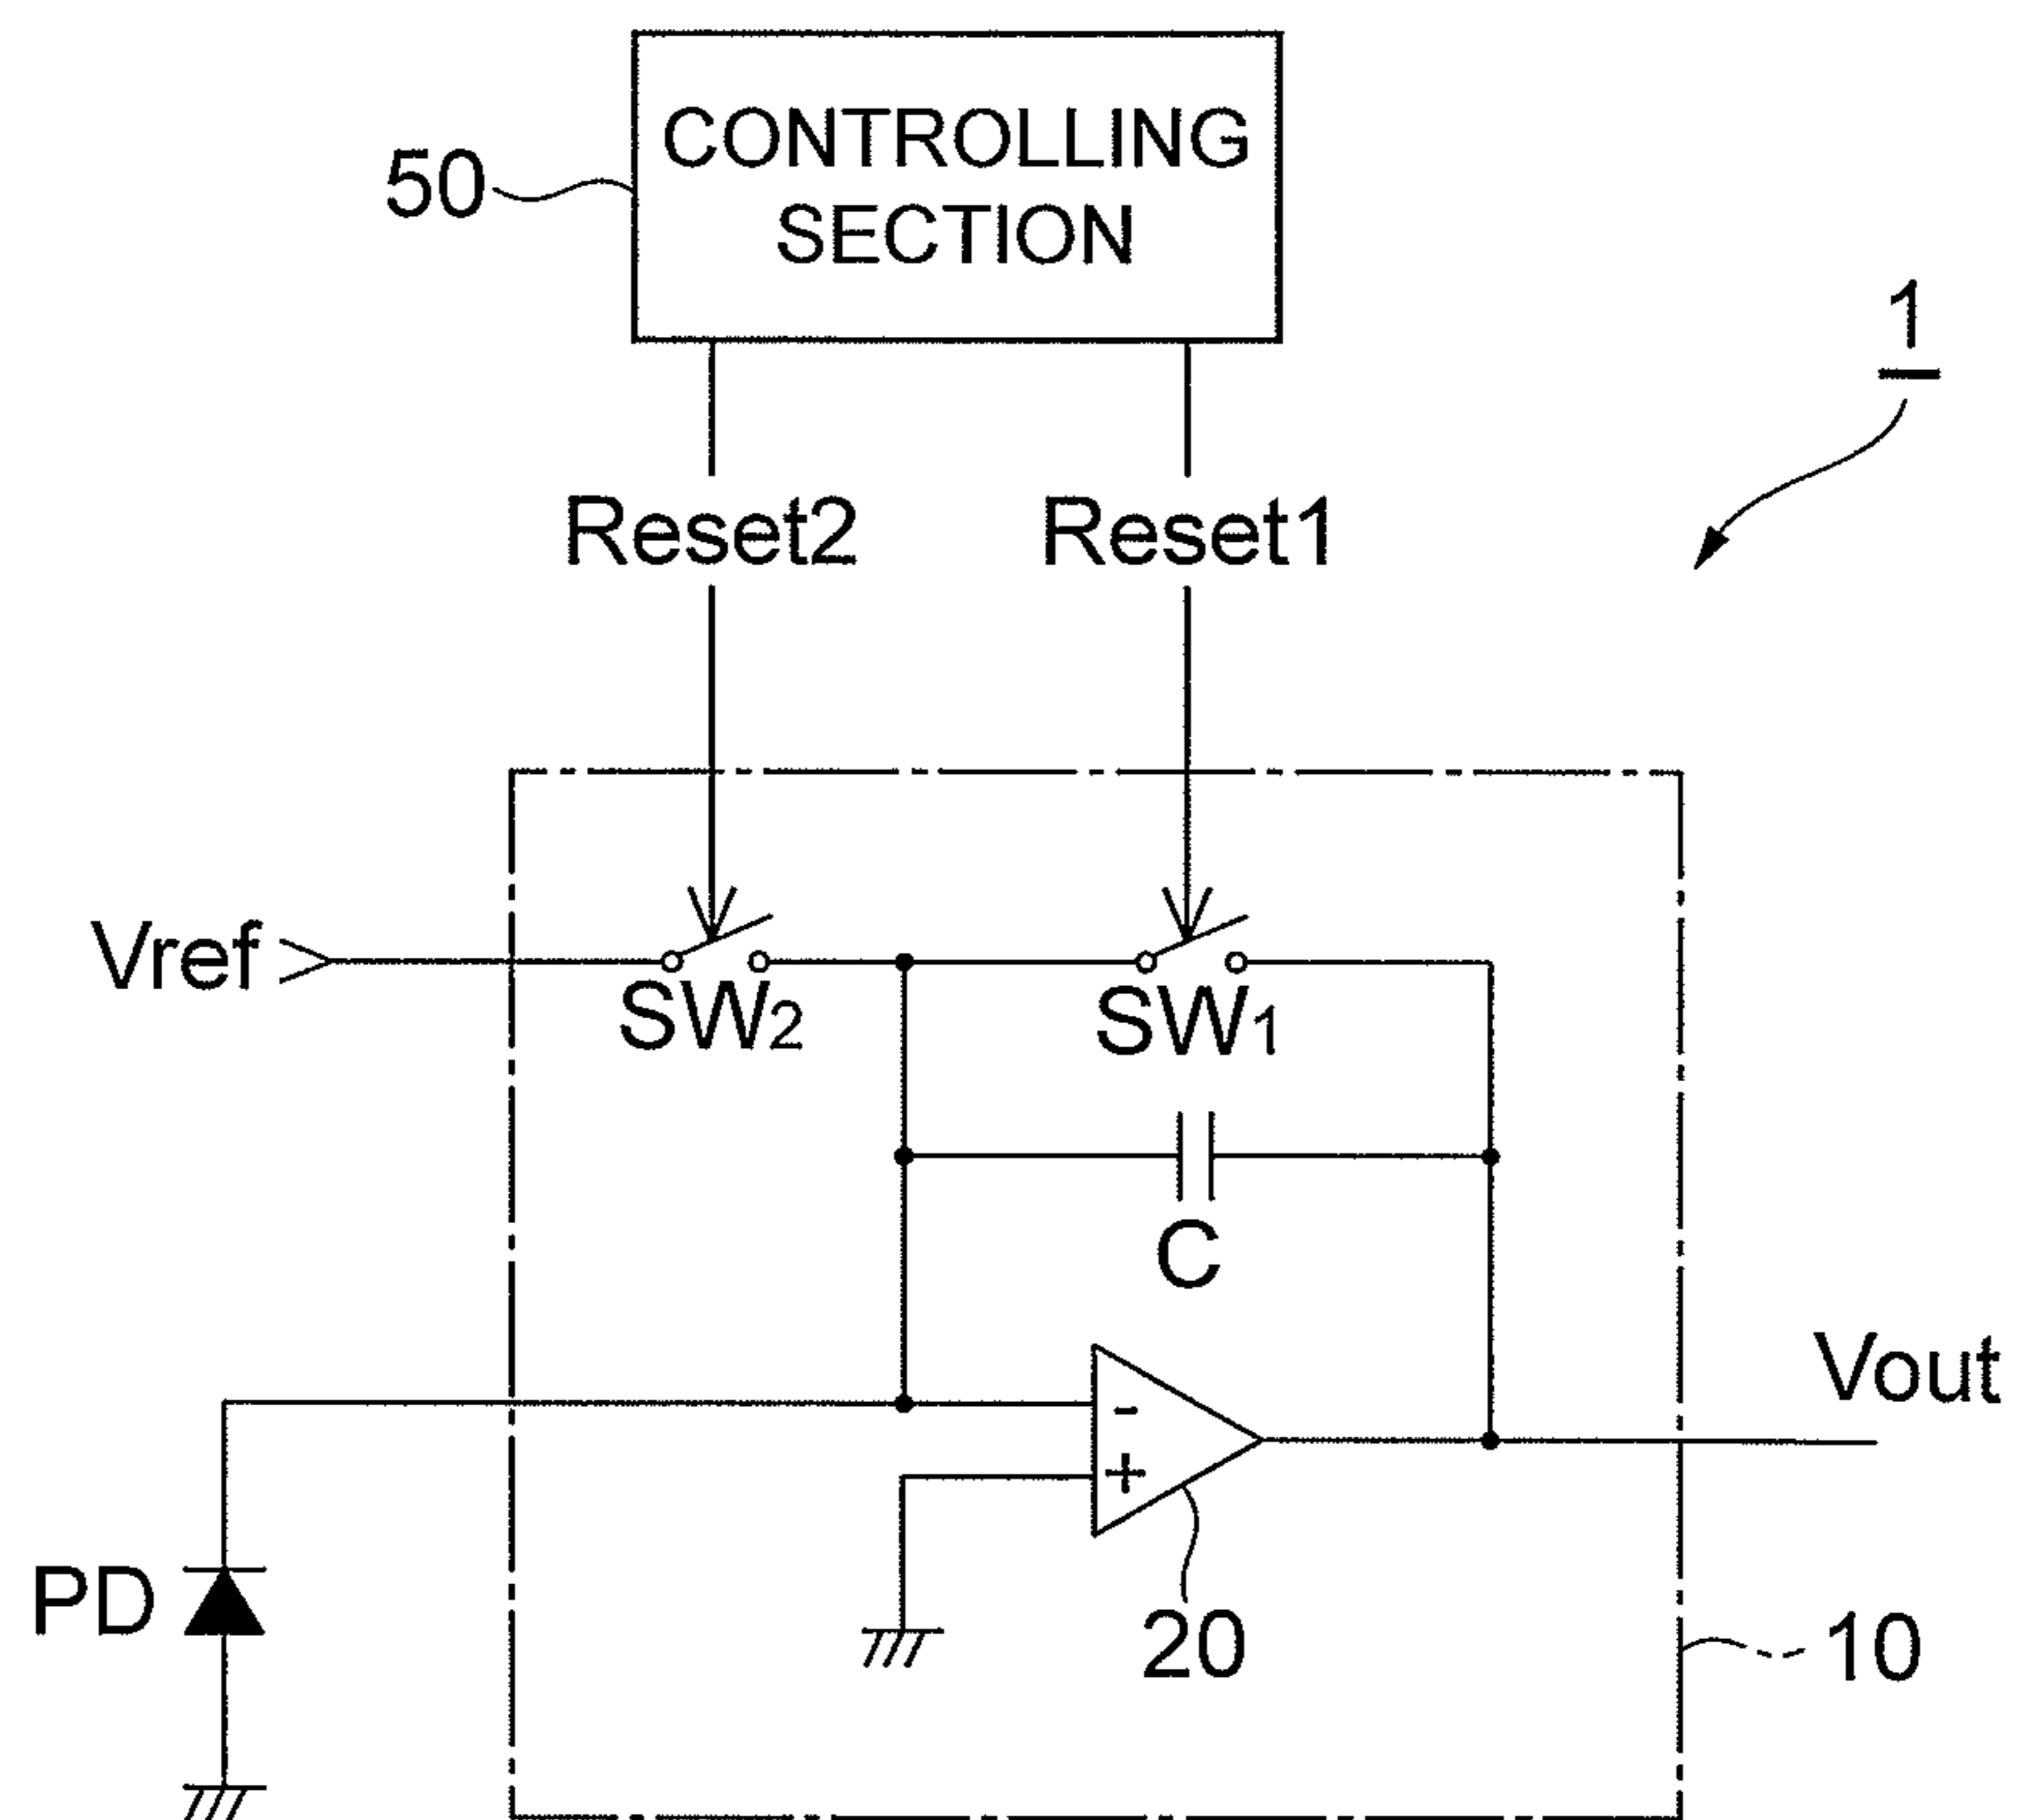 CONTROLLING
SECTION
50
1
Reset2
Reset1
Vref
SW2
SW1
C
Vout
-
+
PD
20
10